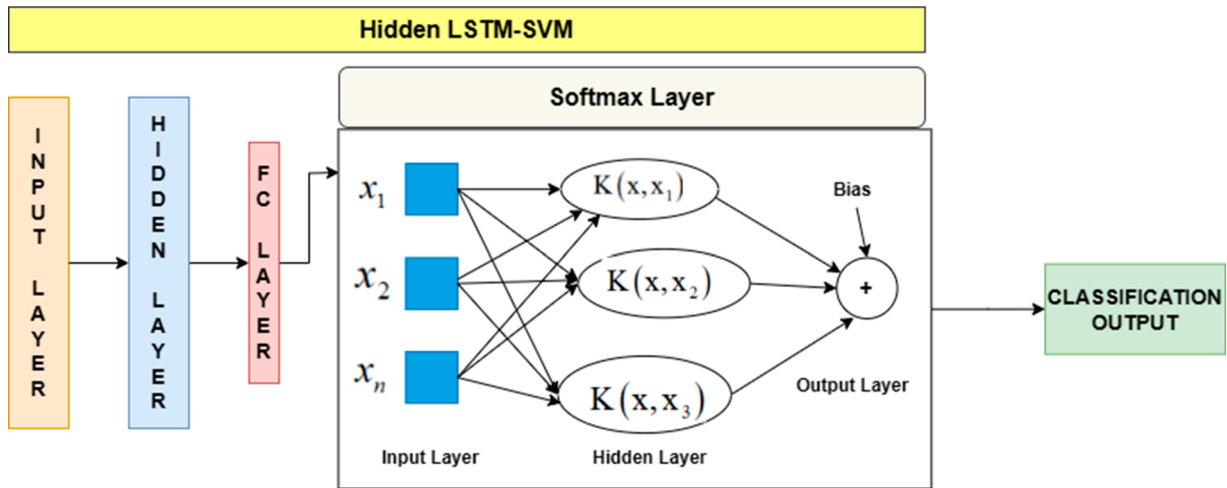 Hidden LSTM-SVM
Softmax Layer
INPUT LAYER
HIDDEN LAYER
FC LAYER
x₁
x₂
xₙ
K(x, x₁)
K(x, x₂)
K(x, x₃)
Bias
+
Output Layer
Input Layer
Hidden Layer
CLASSIFICATION
OUTPUT